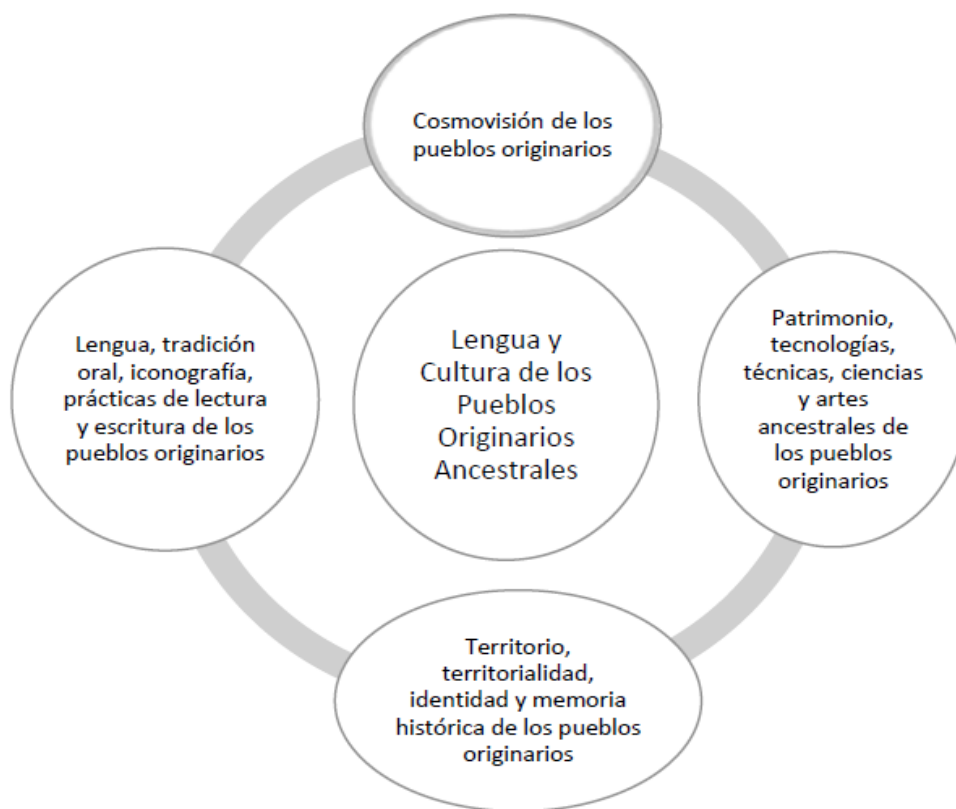 Cosmovisión de los
pueblos originarios
Lengua, tradición
oral, iconografía,
prácticas de lectura
y escritura de los
pueblos originarios
Lengua y
Cultura de los
Pueblos
Originarios
Ancestrales
Patrimonio,
tecnologías,
técnicas, ciencias
y artes
ancestrales de
los pueblos
originarios
Territorio,
territorialidad,
identidad y memoria
histórica de los pueblos
originarios